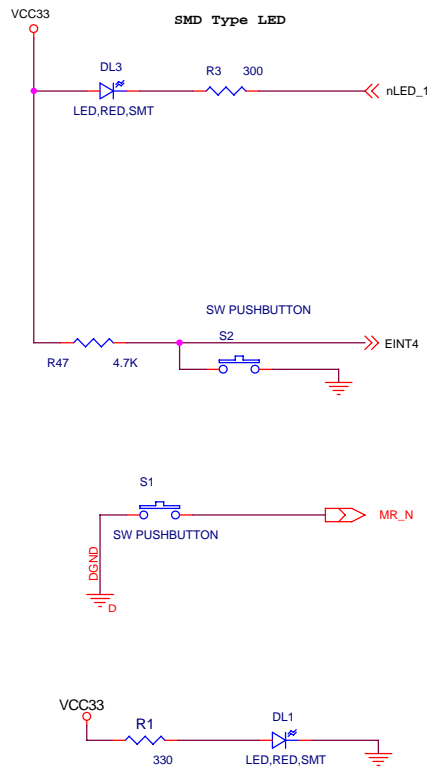 VCC33
SMD Type LED
DL3
R3 300
nLED_1
LED,RED,SMT
SW PUSHBUTTON
S2
EINT4
R47 4.7K
S1
MR_N
SW PUSHBUTTON
DGND
D
VCC33
R1
DL1
330
LED,RED,SMT